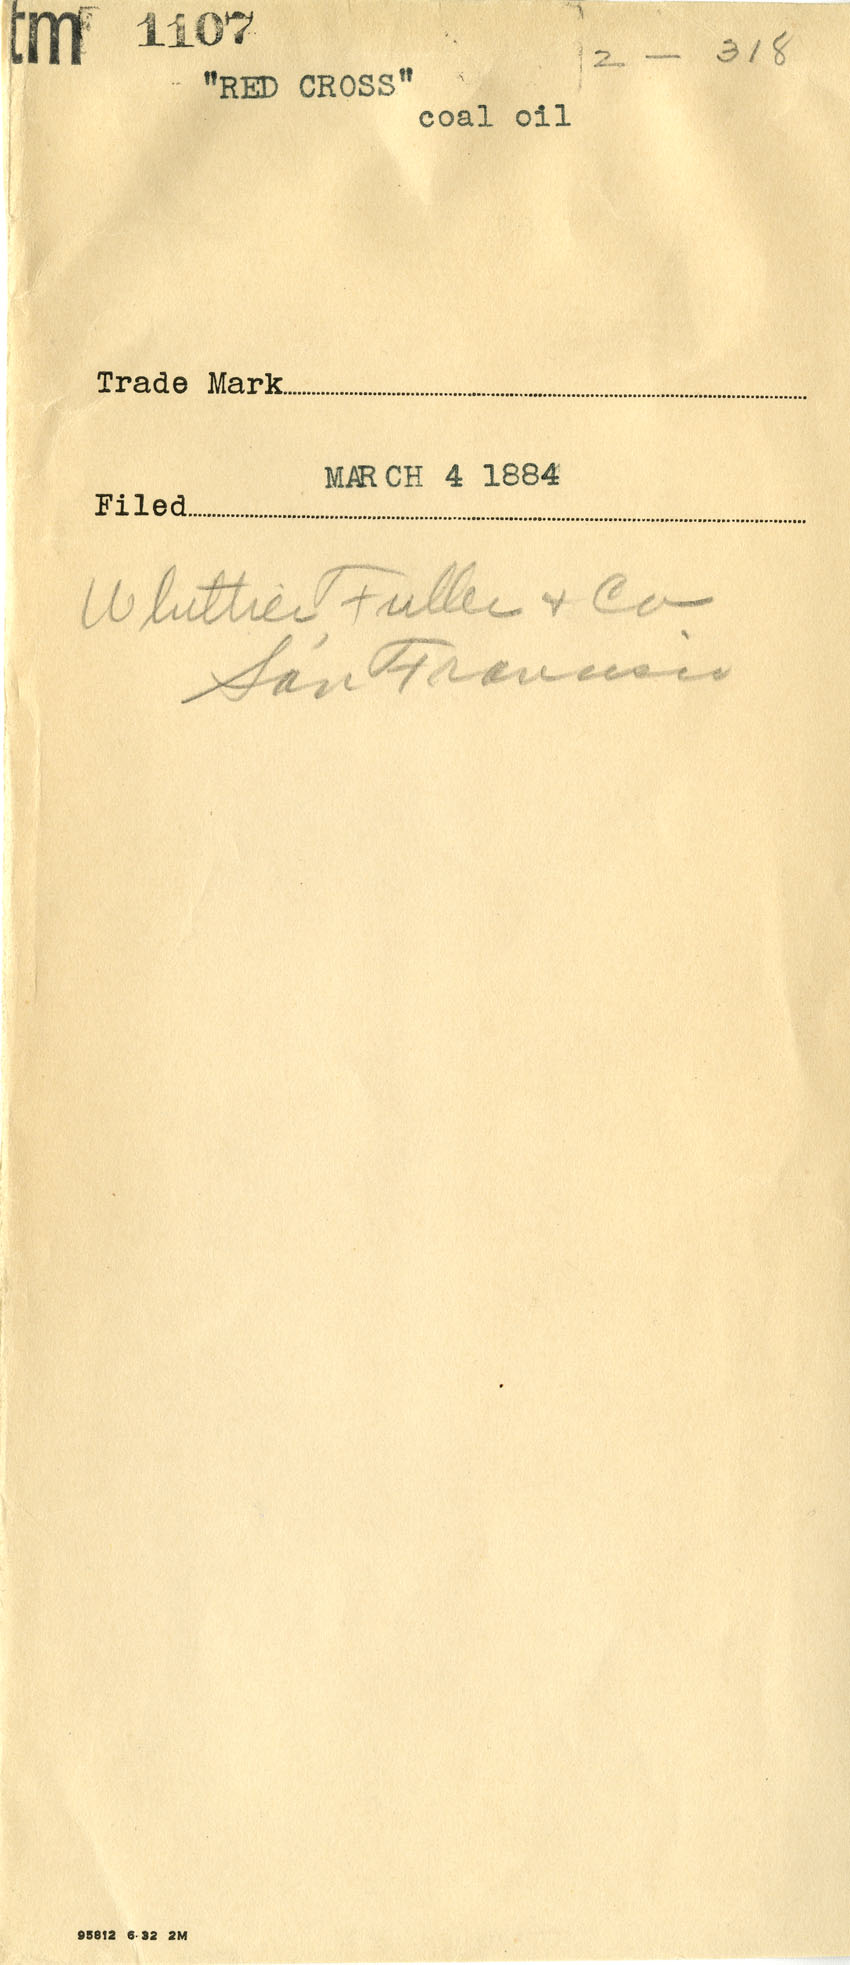 tm 1107
2 — 318
"RED CROSS"
coal oil
Trade Mark
MARCH 4 1884
Filed
Whittier Fuller + Co
San Francisco
95812 6-32 2M